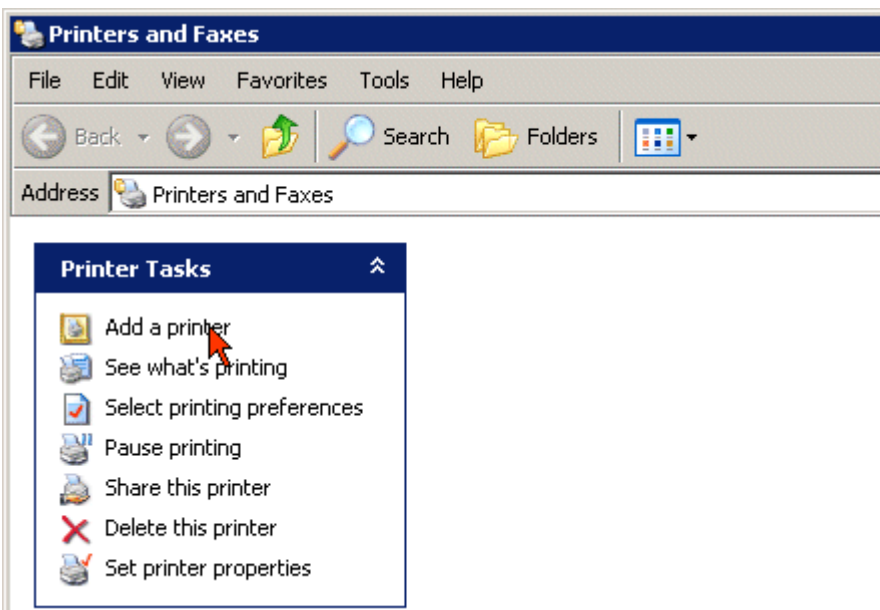 Printers and Faxes
File Edit View Favorites Tools Help
Back Search Folders
Address Printers and Faxes
Printer Tasks
Add a printer
See what's printing
Select printing preferences
Pause printing
Share this printer
Delete this printer
Set printer properties